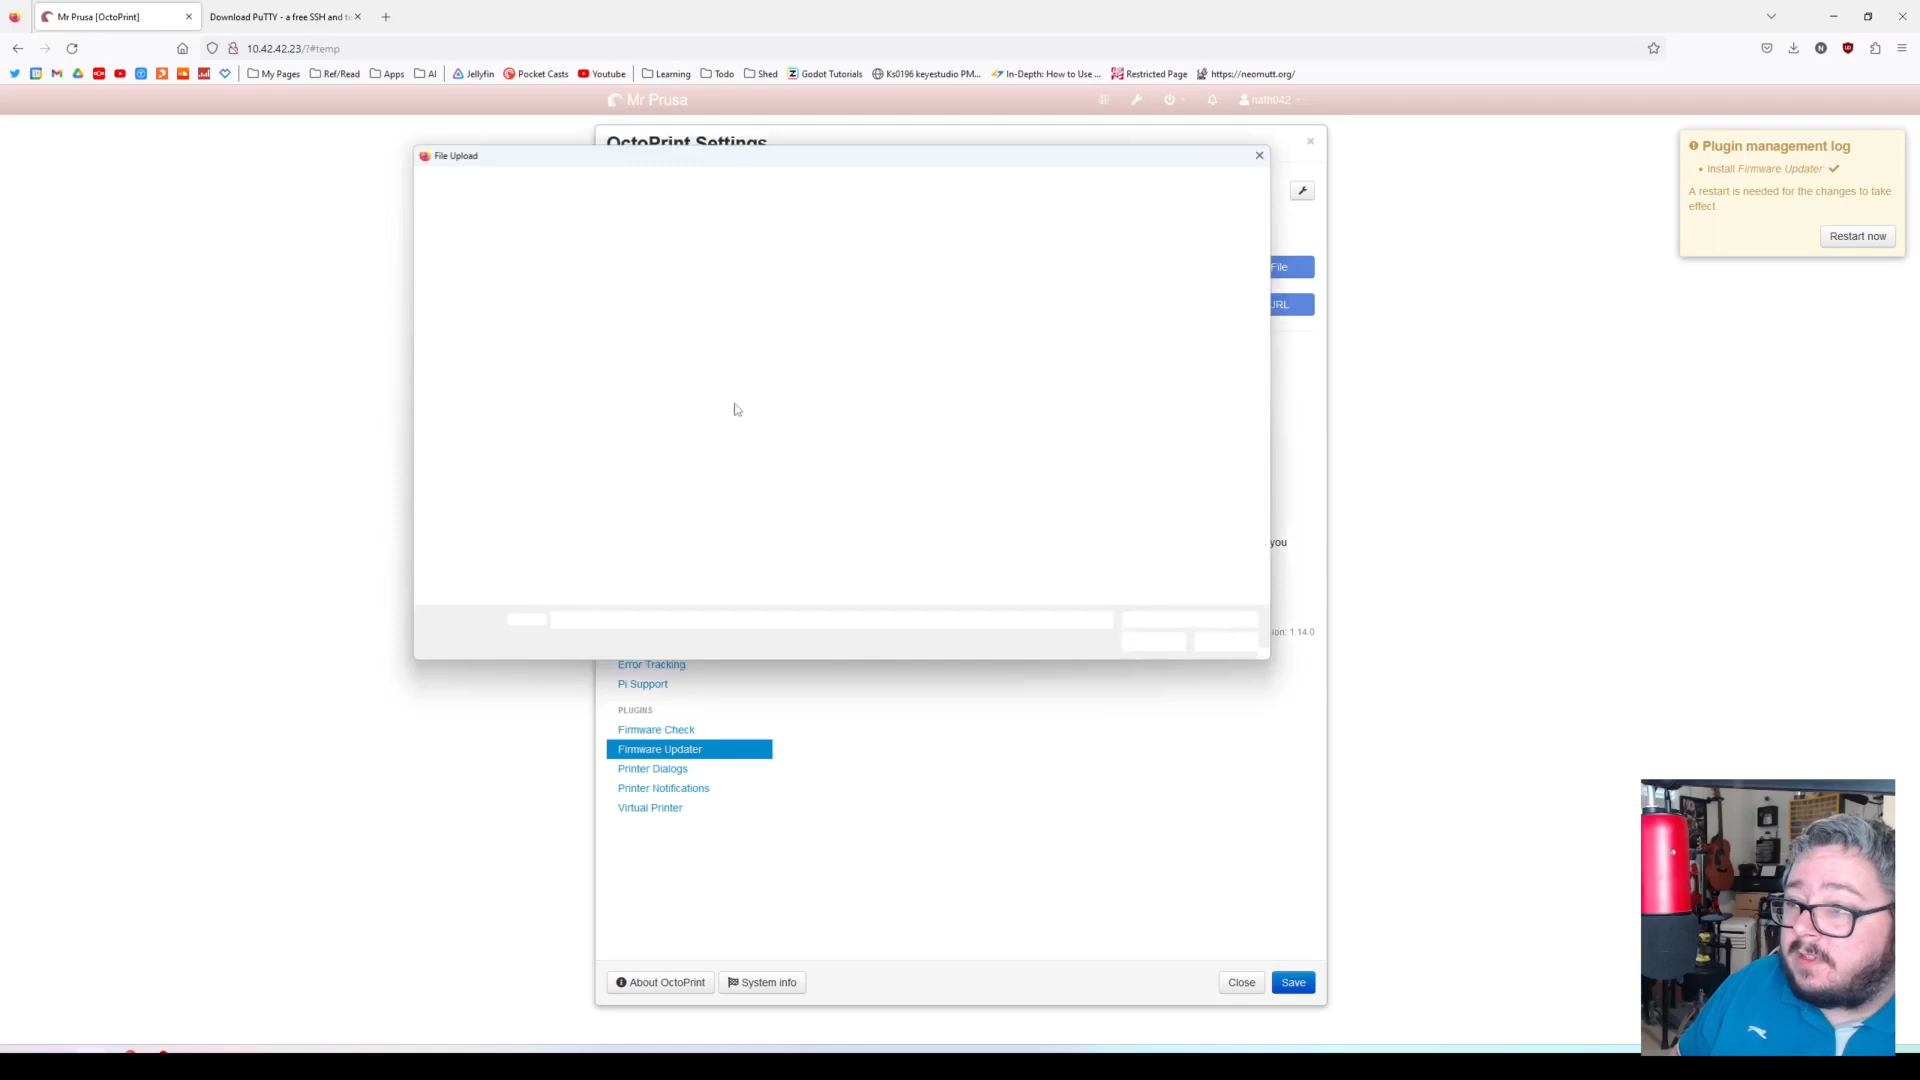 Mr Prusa [OctoPrint]
Download PuTTY - a free SSH and te
10.42.42.23/?#temp
My Pages Ref/Read Apps AI Jellyfin Pocket Casts Youtube Learning Todo Shed Godot Tutorials Ks0196 keyestudio PM... In-Depth: How to Use ... Restricted Page https://neomutt.org/
Mr Prusa
nath042
OctoPrint Settings
File Upload
Plugin management log
• Install Firmware Updater: ✔
A restart is needed for the changes to take
effect.
Restart now
File
URL
you
ion: 1.14.0
Error Tracking
Pi Support
PLUGINS
Firmware Check
Firmware Updater
Printer Dialogs
Printer Notifications
Virtual Printer
About OctoPrint
System info
Close
Save